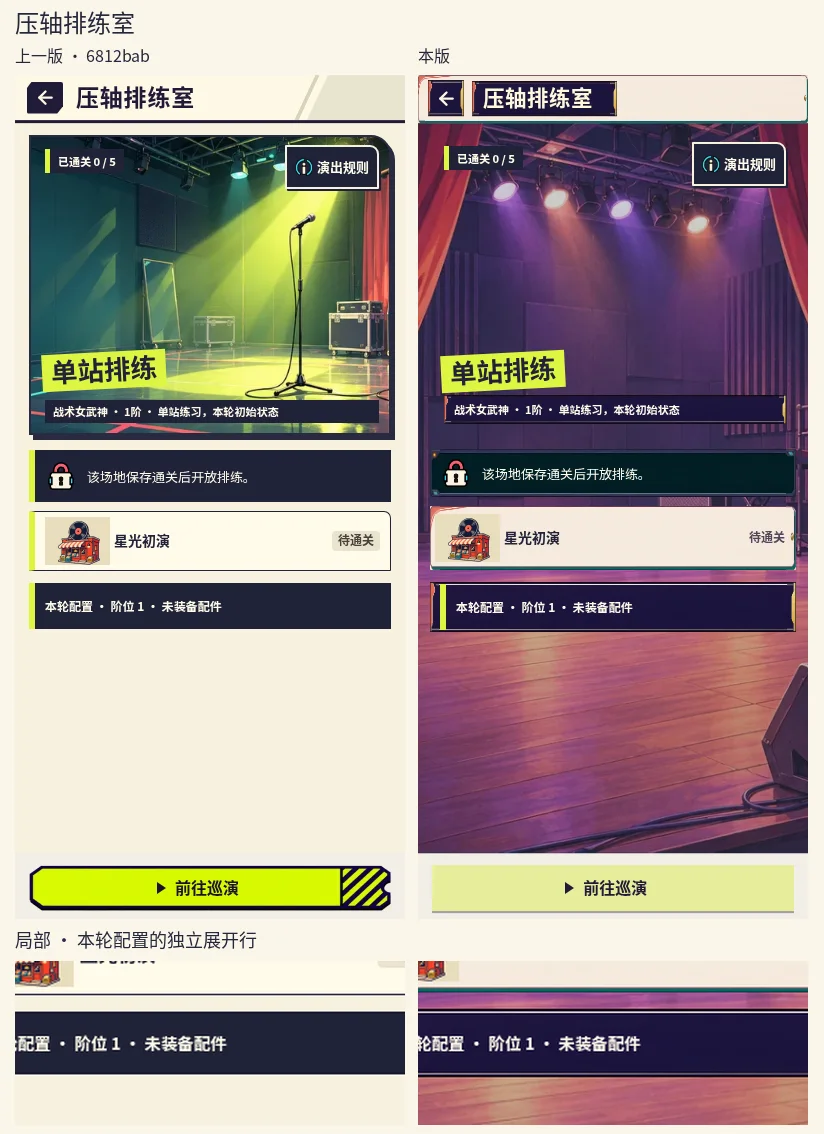 压轴排练室
上一版 · 6812bab
压轴排练室
已通关 0 / 5
演出规则
单站排练
战术女武神 · 1阶 · 单站练习，本轮初始状态
该场地保存通关后开放排练。
星光初演
待通关
本轮配置 · 阶位 1 · 未装备配件
前往巡演
本版
压轴排练室
已通关 0 / 5
演出规则
单站排练
战术女武神 · 1阶 · 单站练习，本轮初始状态
该场地保存通关后开放排练。
星光初演
待通关
本轮配置 · 阶位 1 · 未装备配件
前往巡演
局部 · 本轮配置的独立展开行
配置 · 阶位 1 · 未装备配件
轮配置 · 阶位 1 · 未装备配件